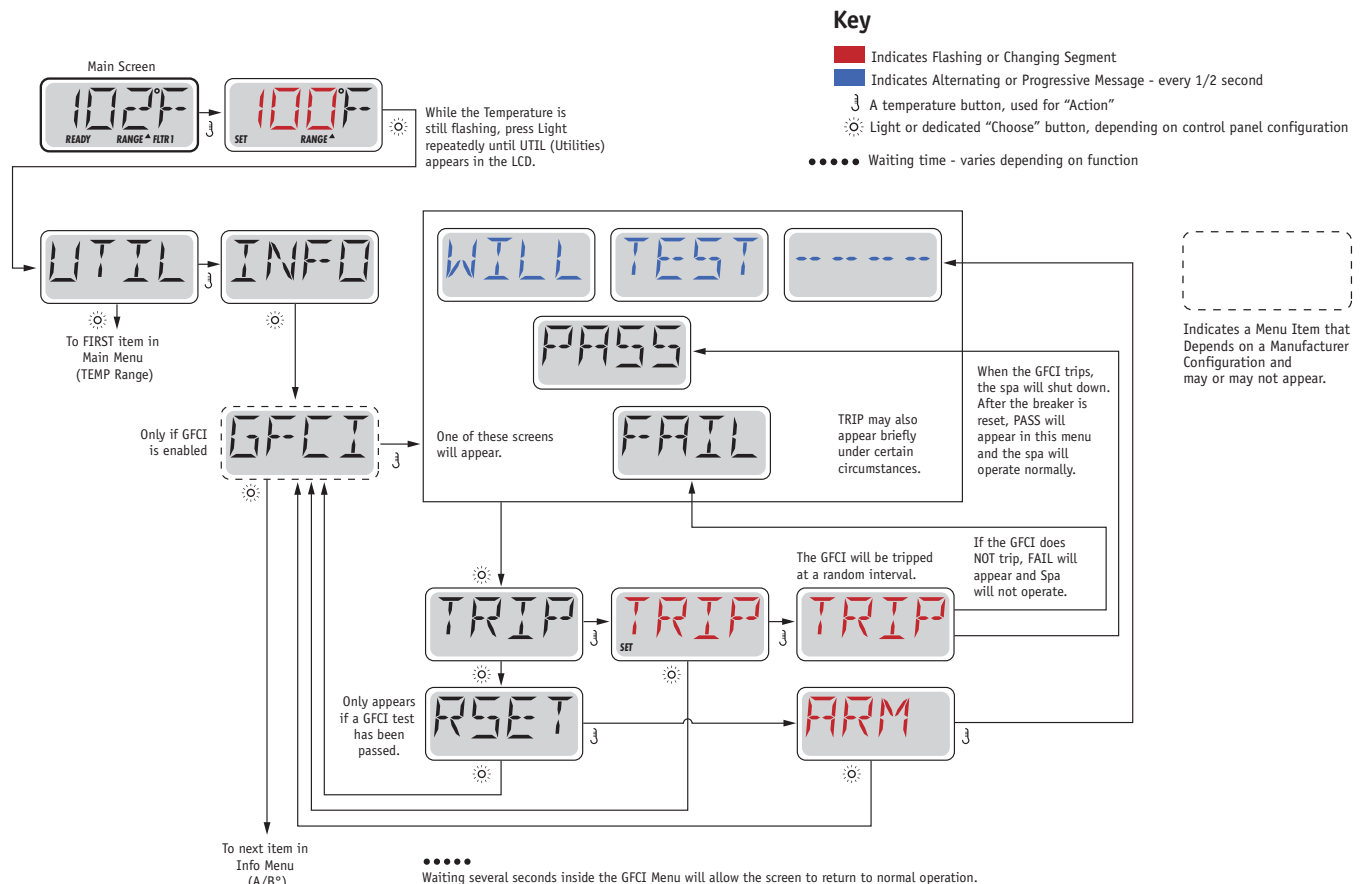 Key
Indicates Flashing or Changing Segment
Indicates Alternating or Progressive Message - every 1/2 second
A temperature button, used for “Action”
Light or dedicated “Choose” button, depending on control panel configuration
••••• Waiting time - varies depending on function
Main Screen
102°F
READY RANGE FLTR1
100°F
SET RANGE
While the Temperature is
still flashing, press Light
repeatedly until UTIL (Utilities)
appears in the LCD.
UTIL
INFO
WILL
TEST
-- -- -- -- --
To FIRST item in
Main Menu
(TEMP Range)
PASS
Indicates a Menu Item that
Depends on a Manufacturer
Configuration and
may or may not appear.
Only if GFCI
is enabled
GFCI
One of these screens
will appear.
FAIL
TRIP may also
appear briefly
under certain
circumstances.
When the GFCI trips,
the spa will shut down.
After the breaker is
reset, PASS will
appear in this menu
and the spa will
operate normally.
The GFCI will be tripped
at a random interval.
If the GFCI does
NOT trip, FAIL will
appear and Spa
will not operate.
TRIP
TRIP
SET
TRIP
Only appears
if a GFCI test
has been
passed.
RSET
ARM
To next item in
Info Menu
(A/B°)
•••••
Waiting several seconds inside the GFCI Menu will allow the screen to return to normal operation.